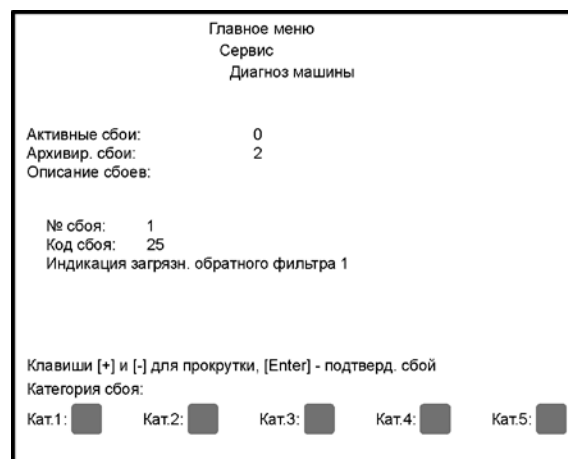 Главное меню
Сервис
Диагноз машины
Активные сбои: 0
Архивир. сбои: 2
Описание сбоев:
№ сбоя: 1
Код сбоя: 25
Индикация загрязн. обратного фильтра 1
Клавиши [+] и [-] для прокрутки, [Enter] - подтверд. сбой
Категория сбоя:
Кат.1: Кат.2: Кат.3: Кат.4: Кат.5: